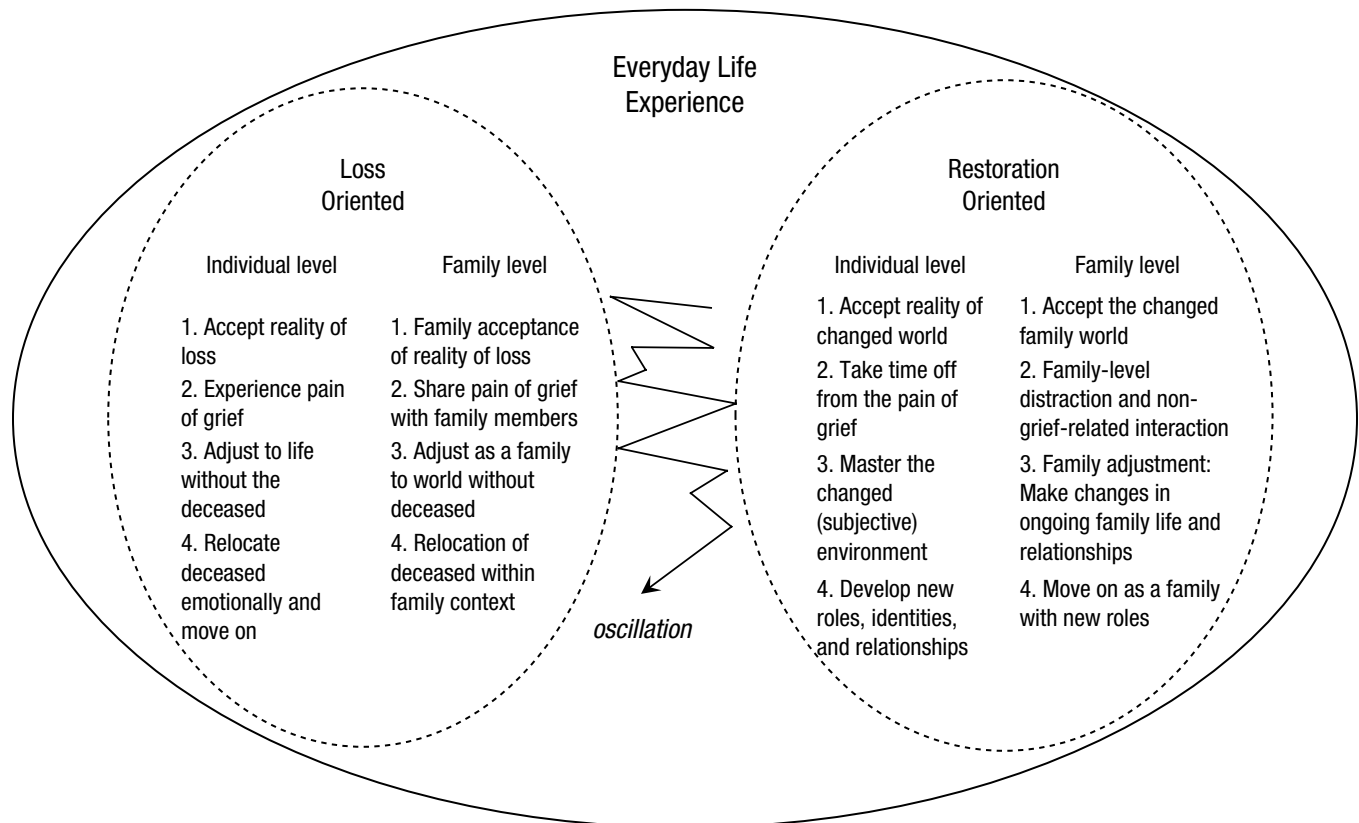 Everyday Life
Experience
Loss
Oriented
Individual level
1. Accept reality of
loss
2. Experience pain
of grief
3. Adjust to life
without the
deceased
4. Relocate
deceased
emotionally and
move on
Family level
1. Family acceptance
of reality of loss
2. Share pain of grief
with family members
3. Adjust as a family
to world without
deceased
4. Relocation of
deceased within
family context
oscillation
Restoration
Oriented
Individual level
1. Accept reality of
changed world
2. Take time off
from the pain of
grief
3. Master the
changed
(subjective)
environment
4. Develop new
roles, identities,
and relationships
Family level
1. Accept the changed
family world
2. Family-level
distraction and non-
grief-related interaction
3. Family adjustment:
Make changes in
ongoing family life and
relationships
4. Move on as a family
with new roles